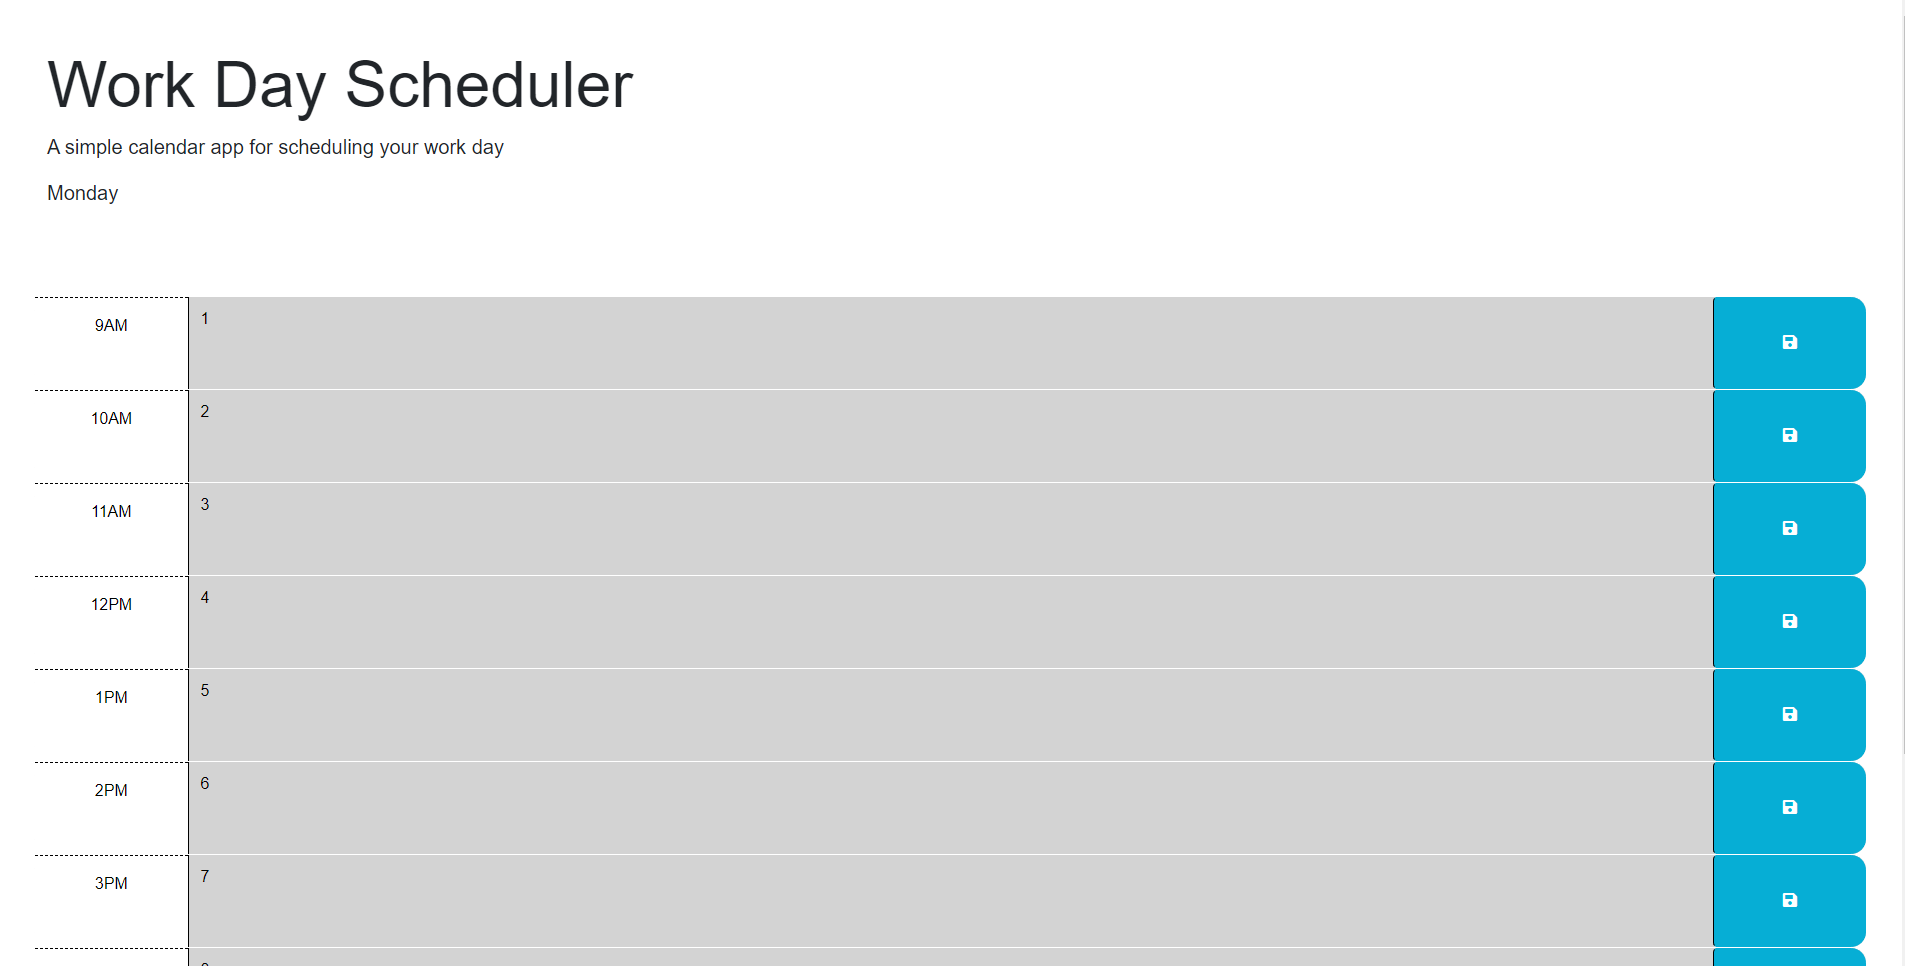 Work Day Scheduler
A simple calendar app for scheduling your work day
Monday
9AM 1
10AM 2
11AM 3
12PM 4
1PM 5
2PM 6
3PM 7